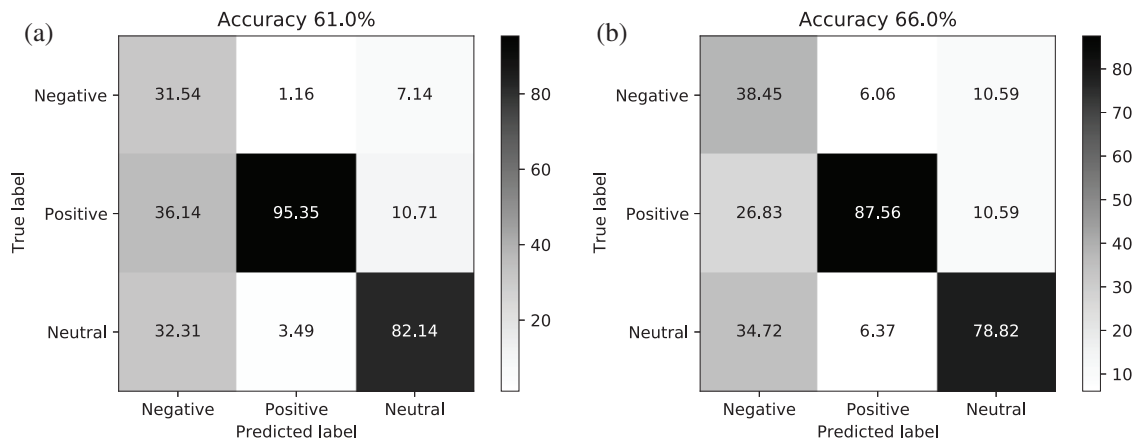 (a)
Accuracy 61.0%
True label
Negative 31.54 1.16 7.14
Positive 36.14 95.35 10.71
Neutral 32.31 3.49 82.14
Negative Positive Neutral
Predicted label
80
60
40
20
(b)
Accuracy 66.0%
True label
Negative 38.45 6.06 10.59
Positive 26.83 87.56 10.59
Neutral 34.72 6.37 78.82
Negative Positive Neutral
Predicted label
80
70
60
50
40
30
20
10